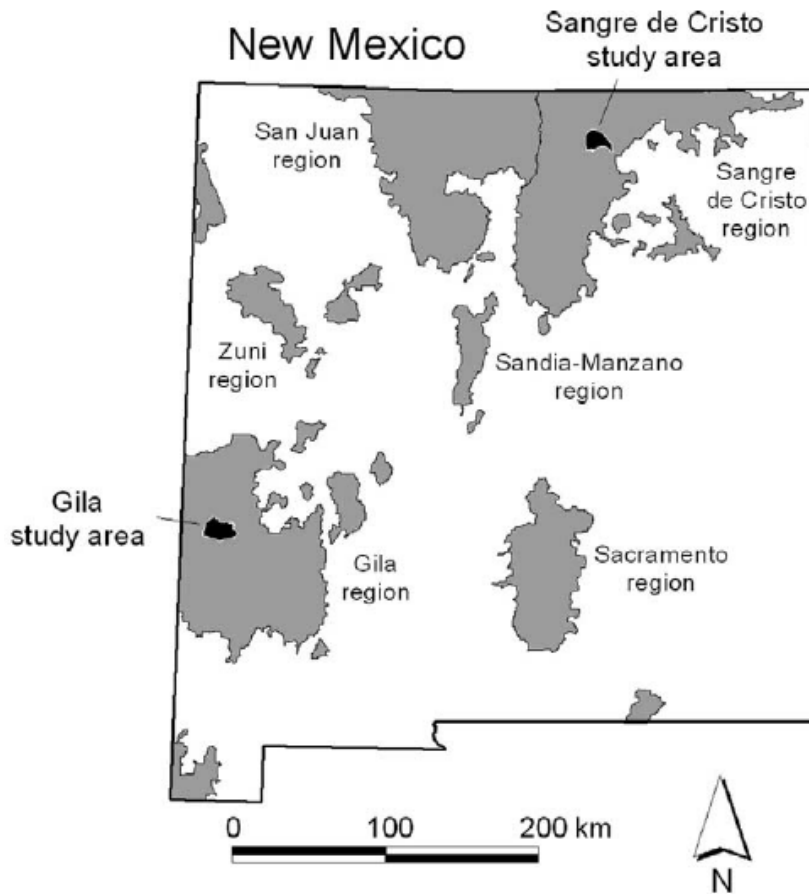 New Mexico
Sangre de Cristo
study area
San Juan
region
Sangre
de Cristo
region
Zuni
region
Sandia-Manzano
region
Gila
study area
Gila
region
Sacramento
region
0 100 200 km
N